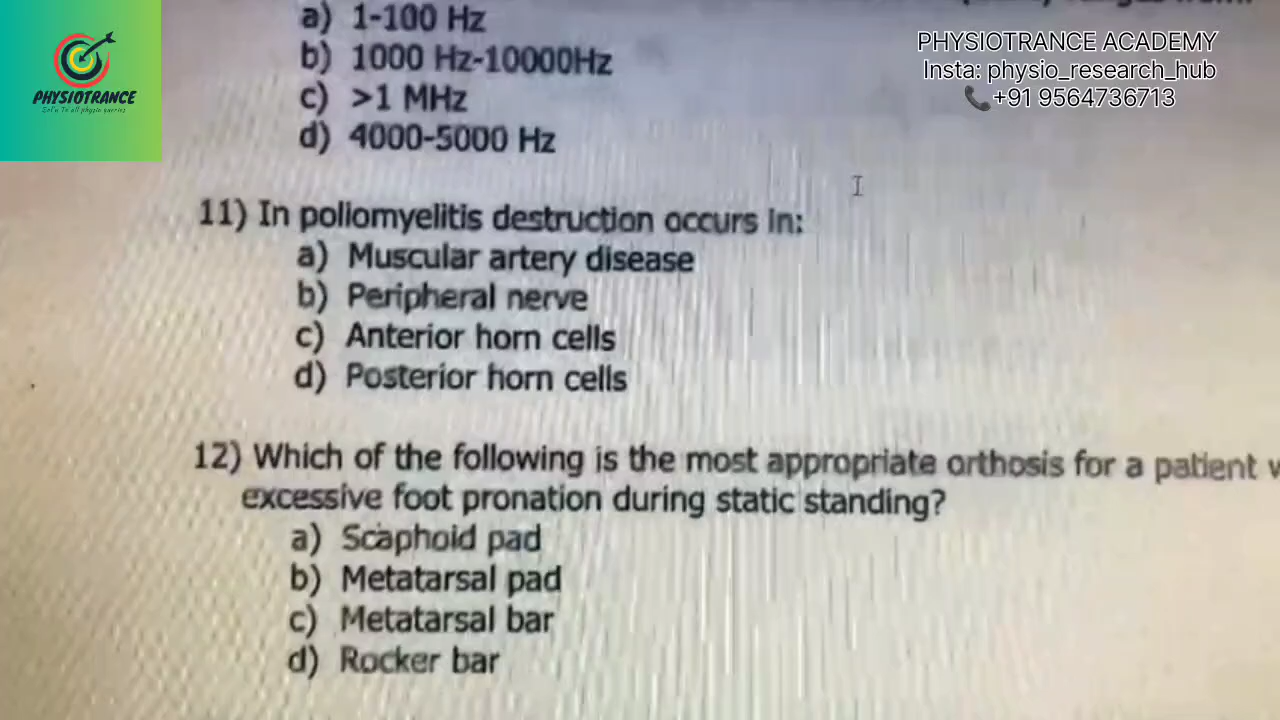 a) 1-100 Hz
b) 1000 Hz-10000Hz
c) >1 MHz
d) 4000-5000 Hz
11) In poliomyelitis destruction occurs in:
a) Muscular artery disease
b) Peripheral nerve
c) Anterior horn cells
d) Posterior horn cells
12) Which of the following is the most appropriate orthosis for a patient
excessive foot pronation during static standing?
a) Scaphoid pad
b) Metatarsal pad
c) Metatarsal bar
d) Rocker bar
PHYSIOTRANCE
PHYSIOTRANCE ACADEMY
Insta: physio_research_hub
+91 9564736713